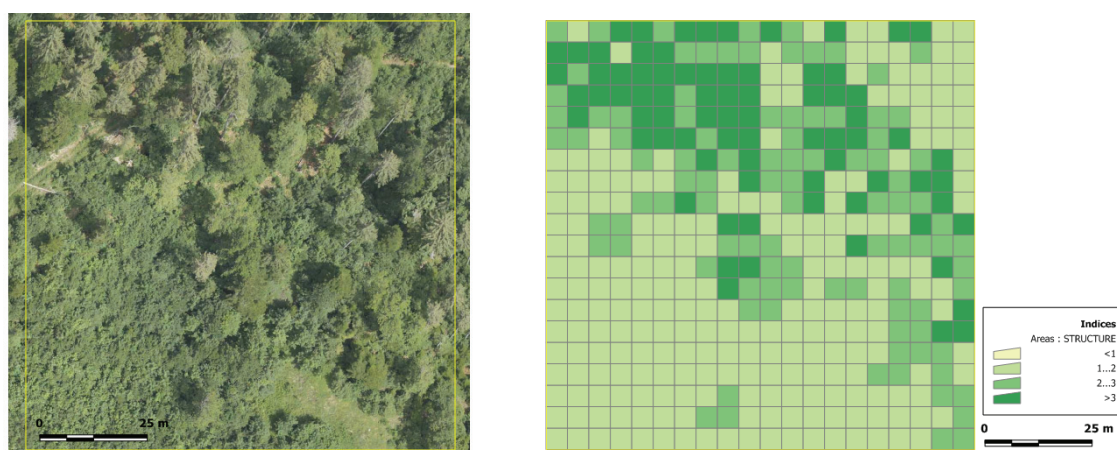 0 25 m
Indices
Areas : STRUCTURE
<1
1...2
2...3
>3
0 25 m